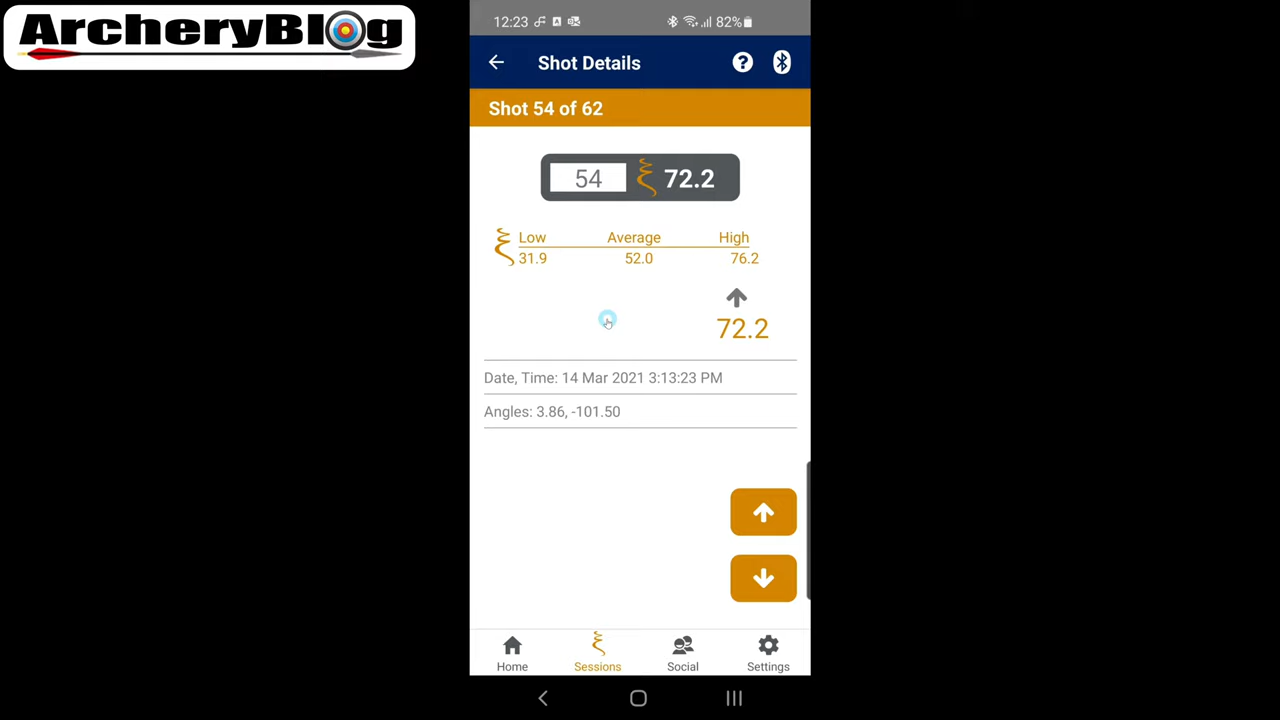 ArcheryBlog
12:23
82%
Shot Details
Shot 54 of 62
54 72.2
Low Average High
31.9 52.0 76.2
72.2
Date, Time: 14 Mar 2021 3:13:23 PM
Angles: 3.86, -101.50
Home Sessions Social Settings